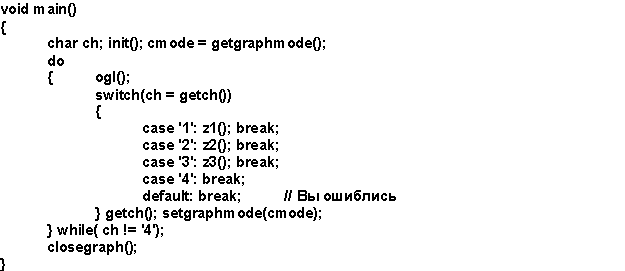 void main()
{
char ch; init(); cmode = getgraphmode();
do
{ ogl();
switch(ch = getch())
{
case '1': z1(); break;
case '2': z2(); break;
case '3': z3(); break;
case '4': break;
default: break; // Вы ошиблись
} getch(); setgraphmode(cmode);
} while( ch != '4');
closegraph();
}